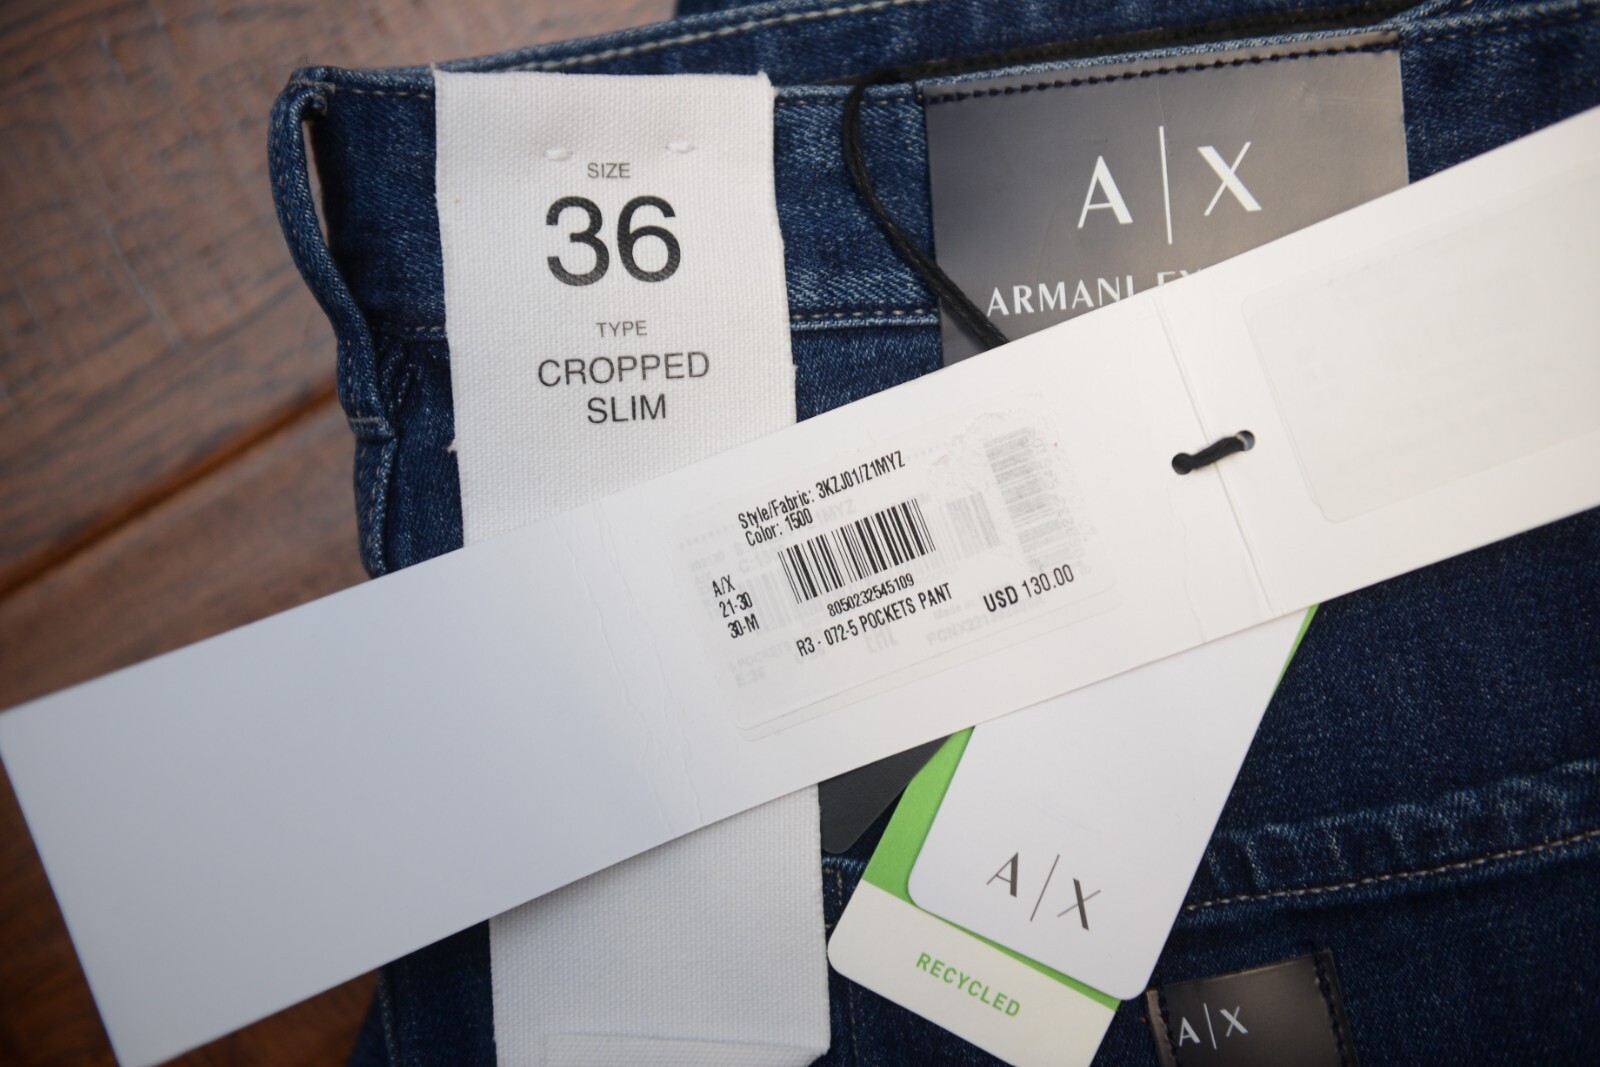 SIZE
36
TYPE
CROPPED
SLIM
A|X
ARMANI
Style/Fabric: 3KZJ01/Z1MYZ
Color: 1500
A/X
21-30
30-M
8050232545109
R3 - 072-5 POCKETS PANT
USD 130.00
A|X
RECYCLED
A|X